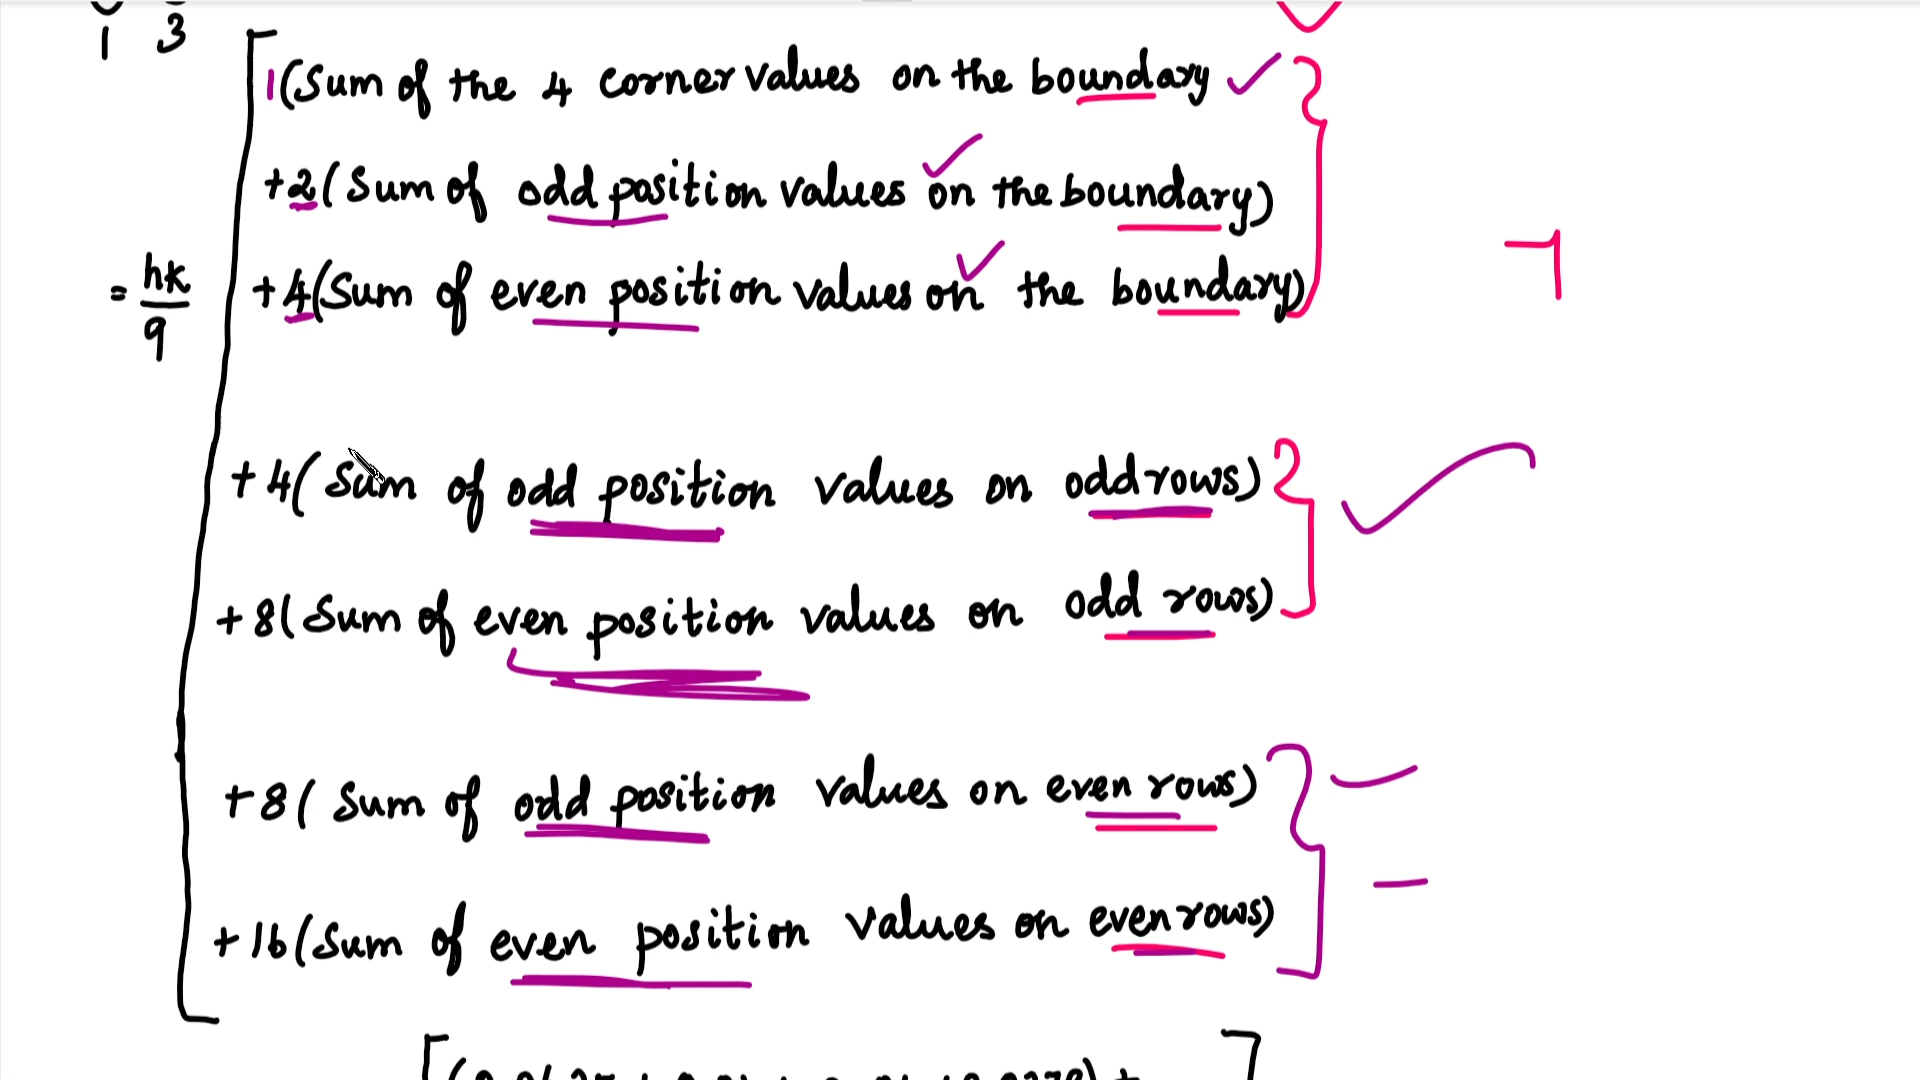 1 3
1(Sum of the 4 corner values on the boundary
+2(Sum of odd position values on the boundary)
+4(Sum of even position values on the boundary)
= hk/9
+4(Sum of odd position values on odd rows)
+8(Sum of even position values on odd rows)
+8(Sum of odd position values on even rows)
+16(Sum of even position values on even rows)